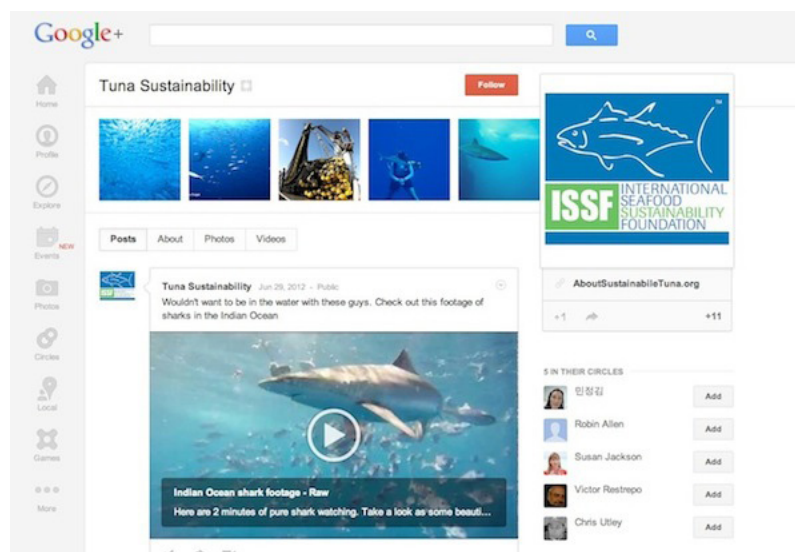 Google+
Home
Profile
Explore
Events
NEW
Photos
Circles
Local
Games
More
Tuna Sustainability
Follow
Posts
About
Photos
Videos
Tuna Sustainability Jun 29, 2012 - Public
Wouldn't want to be in the water with these guys. Check out this footage of
sharks in the Indian Ocean
Indian Ocean shark footage - Raw
Here are 2 minutes of pure shark watching. Take a look as some beauti...
TM
ISSF
INTERNATIONAL
SEAFOOD
SUSTAINABILITY
FOUNDATION
AboutSustainabileTuna.org
+1
+11
5 IN THEIR CIRCLES
민정김
Add
Robin Allen
Add
Susan Jackson
Add
Victor Restrepo
Add
Chris Utley
Add